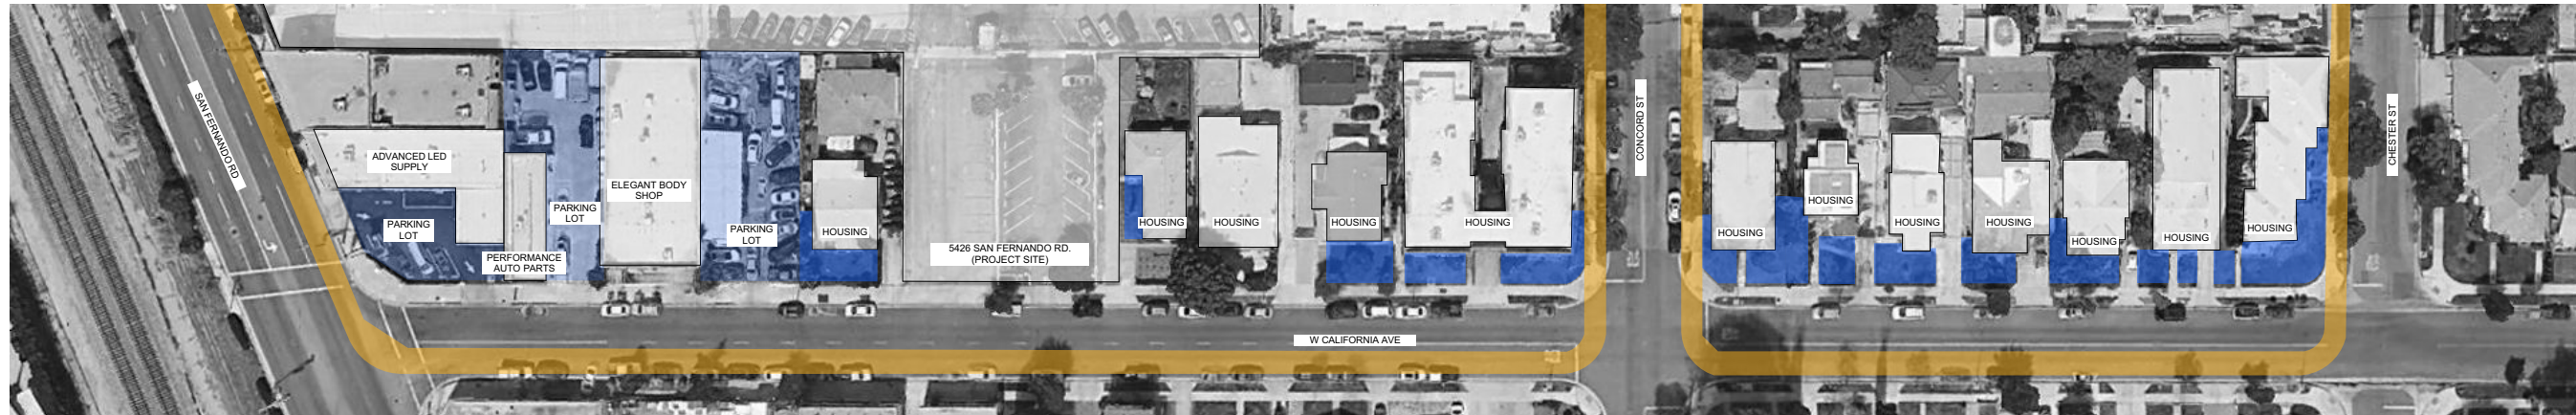 SAN FERNANDO RD
ADVANCED LED
SUPPLY
PARKING
LOT
PERFORMANCE
AUTO PARTS
PARKING
LOT
ELEGANT BODY
SHOP
PARKING
LOT
HOUSING
5426 SAN FERNANDO RD.
(PROJECT SITE)
HOUSING
HOUSING
HOUSING
HOUSING
W CALIFORNIA AVE
CONCORD ST
HOUSING
HOUSING
HOUSING
HOUSING
HOUSING
HOUSING
HOUSING
CHESTER ST